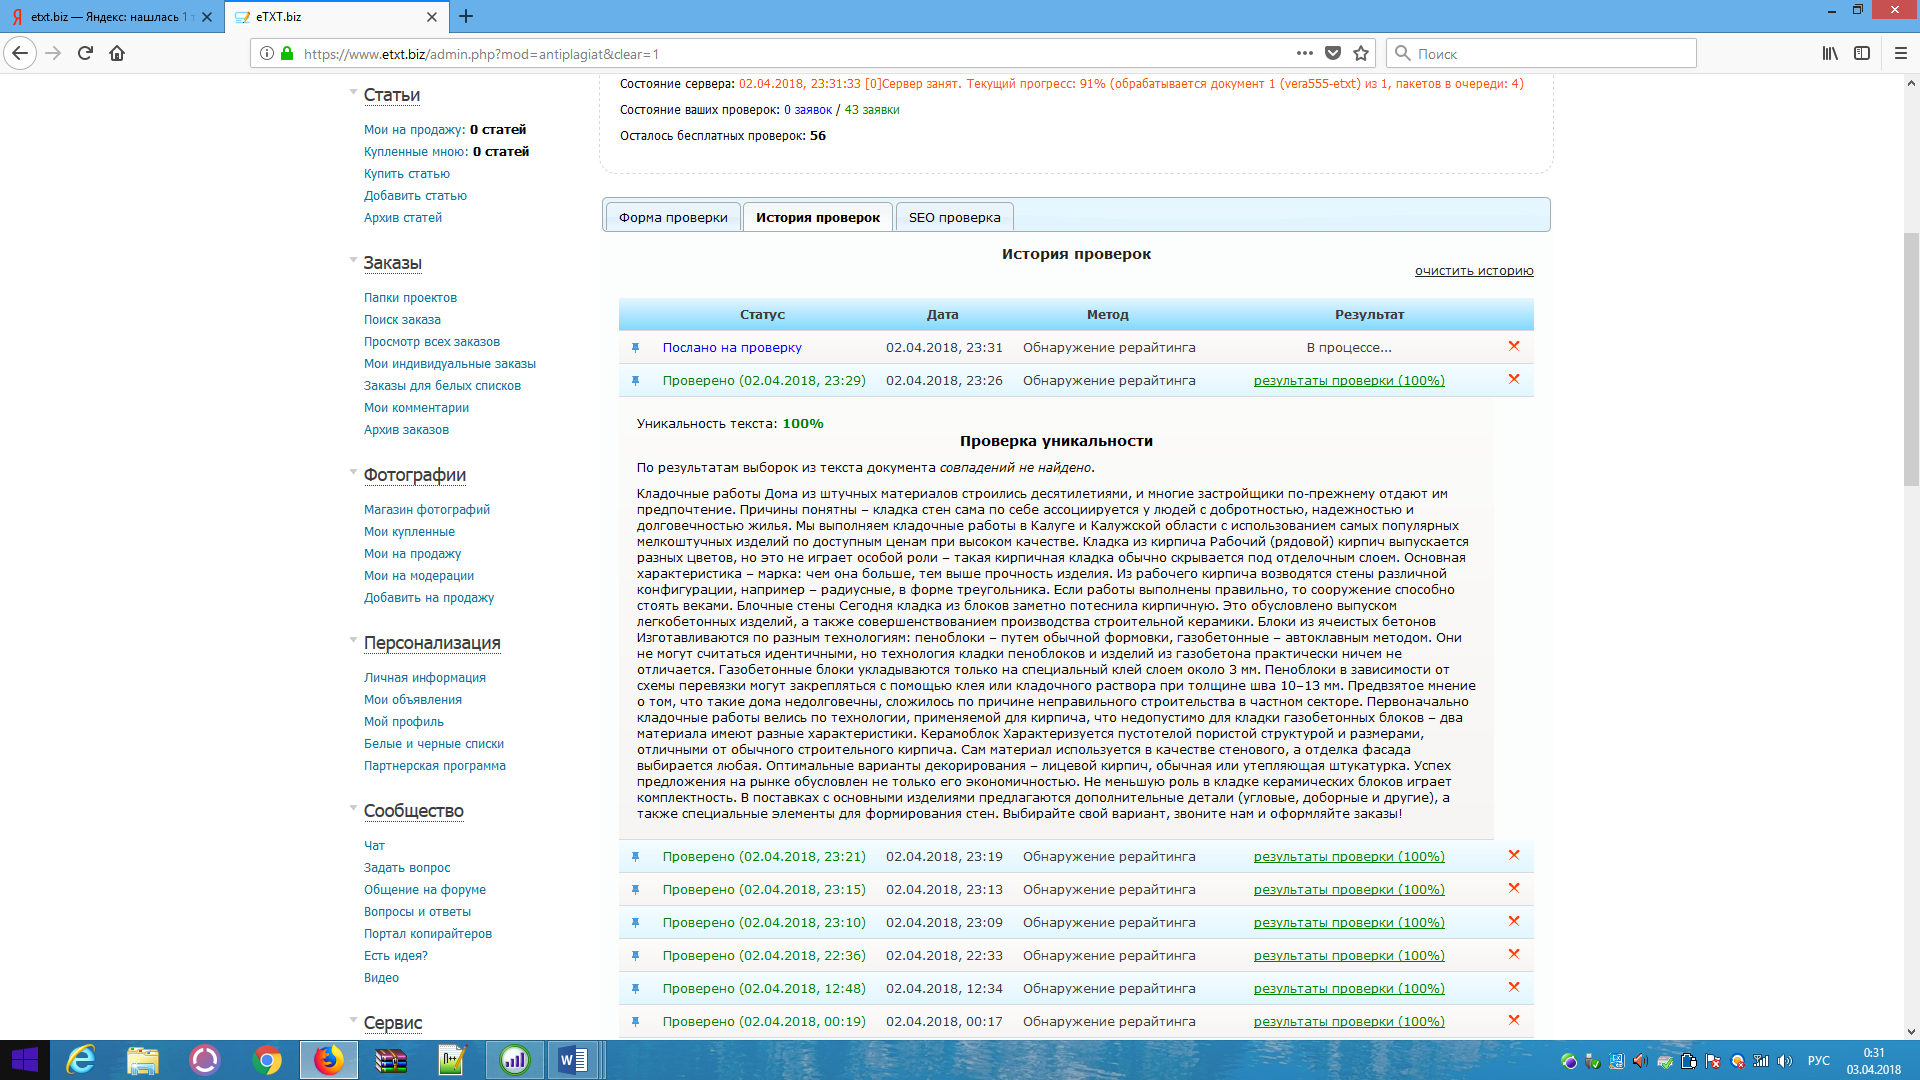 etxt.biz — Яндекс: нашлась 1
eTXT.biz
https://www.etxt.biz/admin.php?mod=antiplagiat&clear=1
Поиск
Состояние сервера: 02.04.2018, 23:31:33 [0]Сервер занят. Текущий прогресс: 91% (обрабатывается документ 1 (vera555-etxt) из 1, пакетов в очереди: 4)
Состояние ваших проверок: 0 заявок / 43 заявки
Осталось бесплатных проверок: 56
Статьи
Мои на продажу: 0 статей
Купленные мною: 0 статей
Купить статью
Добавить статью
Архив статей
Заказы
Папки проектов
Поиск заказа
Просмотр всех заказов
Мои индивидуальные заказы
Заказы для белых списков
Мои комментарии
Архив заказов
Фотографии
Магазин фотографий
Мои купленные
Мои на продажу
Мои на модерации
Добавить на продажу
Персонализация
Личная информация
Мои объявления
Мой профиль
Белые и черные списки
Партнерская программа
Сообщество
Чат
Задать вопрос
Общение на форуме
Вопросы и ответы
Портал копирайтеров
Есть идея?
Видео
Сервис
Форма проверки История проверок SEO проверка
История проверок
очистить историю
Статус Дата Метод Результат
Послано на проверку 02.04.2018, 23:31 Обнаружение рерайтинга В процессе...
Проверено (02.04.2018, 23:29) 02.04.2018, 23:26 Обнаружение рерайтинга результаты проверки (100%)
Уникальность текста: 100%
Проверка уникальности
По результатам выборок из текста документа совпадений не найдено.
Кладочные работы Дома из штучных материалов строились десятилетиями, и многие застройщики по-прежнему отдают им
предпочтение. Причины понятны – кладка стен сама по себе ассоциируется у людей с добротностью, надежностью и
долговечностью жилья. Мы выполняем кладочные работы в Калуге и Калужской области с использованием самых популярных
мелкоштучных изделий по доступным ценам при высоком качестве. Кладка из кирпича Рабочий (рядовой) кирпич выпускается
разных цветов, но это не играет особой роли – такая кирпичная кладка обычно скрывается под отделочным слоем. Основная
характеристика – марка: чем она больше, тем выше прочность изделия. Из рабочего кирпича возводятся стены различной
конфигурации, например – радиусные, в форме треугольника. Если работы выполнены правильно, то сооружение способно
стоять веками. Блочные стены Сегодня кладка из блоков заметно потеснила кирпичную. Это обусловлено выпуском
легкобетонных изделий, а также совершенствованием производства строительной керамики. Блоки из ячеистых бетонов
Изготавливаются по разным технологиям: пеноблоки – путем обычной формовки, газобетонные – автоклавным методом. Они
не могут считаться идентичными, но технология кладки пеноблоков и изделий из газобетона практически ничем не
отличается. Газобетонные блоки укладываются только на специальный клей слоем около 3 мм. Пеноблоки в зависимости от
схемы перевязки могут закрепляться с помощью клея или кладочного раствора при толщине шва 10–13 мм. Предвзятое мнение
о том, что такие дома недолговечны, сложилось по причине неправильного строительства в частном секторе. Первоначально
кладочные работы велись по технологии, применяемой для кирпича, что недопустимо для кладки газобетонных блоков – два
материала имеют разные характеристики. Керамоблок Характеризуется пустотелой пористой структурой и размерами,
отличными от обычного строительного кирпича. Сам материал используется в качестве стенового, а отделка фасада
выбирается любая. Оптимальные варианты декорирования – лицевой кирпич, обычная или утепляющая штукатурка. Успех
предложения на рынке обусловлен не только его экономичностью. Не меньшую роль в кладке керамических блоков играет
комплектность. В поставках с основными изделиями предлагаются дополнительные детали (угловые, доборные и другие), а
также специальные элементы для формирования стен. Выбирайте свой вариант, звоните нам и оформляйте заказы!
Проверено (02.04.2018, 23:21) 02.04.2018, 23:19 Обнаружение рерайтинга результаты проверки (100%)
Проверено (02.04.2018, 23:15) 02.04.2018, 23:13 Обнаружение рерайтинга результаты проверки (100%)
Проверено (02.04.2018, 23:10) 02.04.2018, 23:09 Обнаружение рерайтинга результаты проверки (100%)
Проверено (02.04.2018, 22:36) 02.04.2018, 22:33 Обнаружение рерайтинга результаты проверки (100%)
Проверено (02.04.2018, 12:48) 02.04.2018, 12:34 Обнаружение рерайтинга результаты проверки (100%)
Проверено (02.04.2018, 00:19) 02.04.2018, 00:17 Обнаружение рерайтинга результаты проверки (100%)
РУС
0:31
03.04.2018